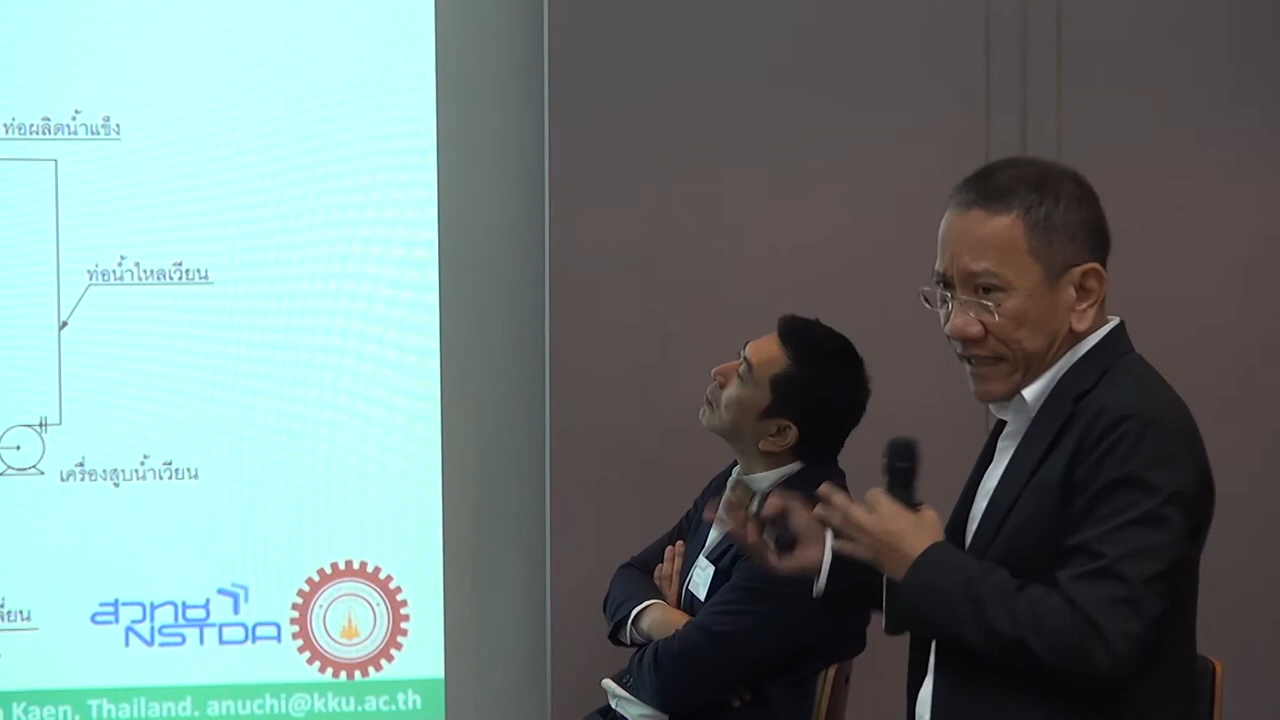 ท่อผลิตน้ำแข็ง
ท่อน้ำไหลเวียน
เครื่องสูบน้ำเวียน
สวทช
NSTDA
Kaen, Thailand. anuchi@kku.ac.th